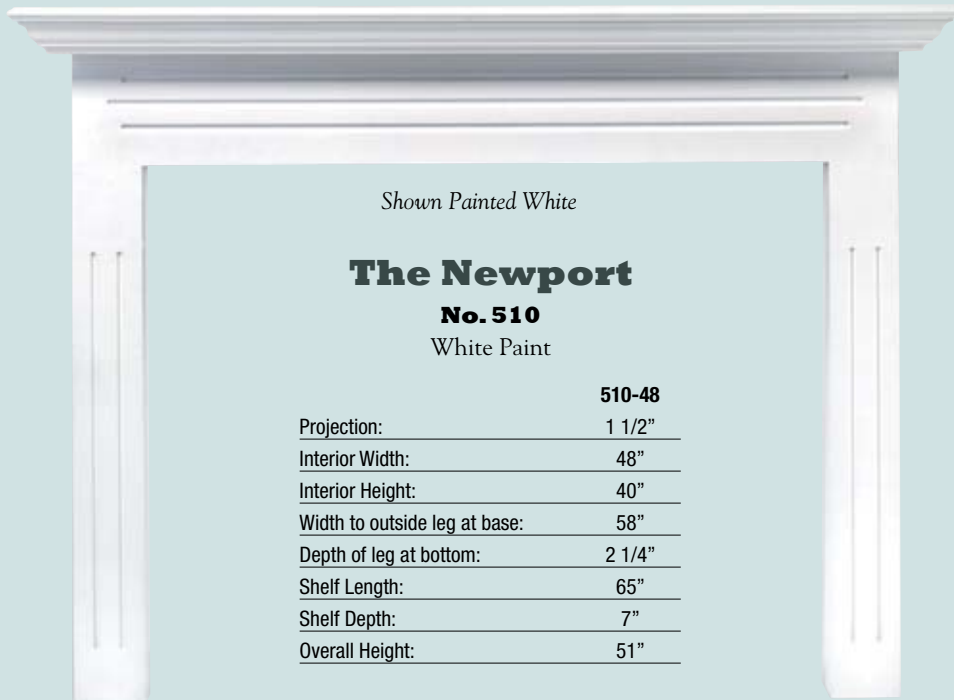 Shown Painted White
The Newport
No. 510
White Paint
510-48
Projection: 1 1/2”
Interior Width: 48”
Interior Height: 40”
Width to outside leg at base: 58”
Depth of leg at bottom: 2 1/4”
Shelf Length: 65”
Shelf Depth: 7”
Overall Height: 51”